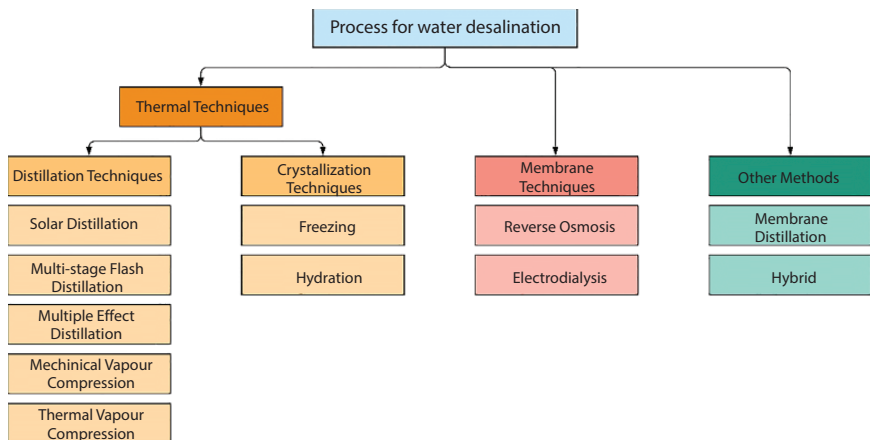 Process for water desalination
Thermal Techniques
Distillation Techniques
Crystallization
Techniques
Membrane
Techniques
Other Methods
Solar Distillation
Freezing
Reverse Osmosis
Membrane
Distillation
Multi-stage Flash
Distillation
Hydration
Electrodialysis
Hybrid
Multiple Effect
Distillation
Mechinical Vapour
Compression
Thermal Vapour
Compression